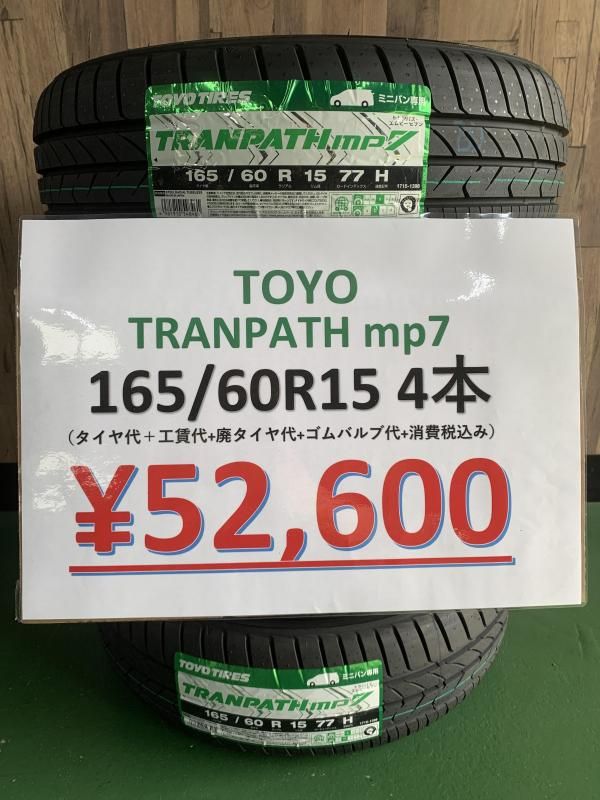 TOYO TIRES
ミニバン専用
TRANPATH mp7
165 / 60 R 15 77 H
1715-1398
TOYO
TRANPATH mp7
165/60R15 4本
（タイヤ代＋工賃代+廃タイヤ代+ゴムバルブ代+消費税込み）
¥52,600
TOYO TIRES
ミニバン専用
TRANPATH mp7
165 / 60 R 15 77 H